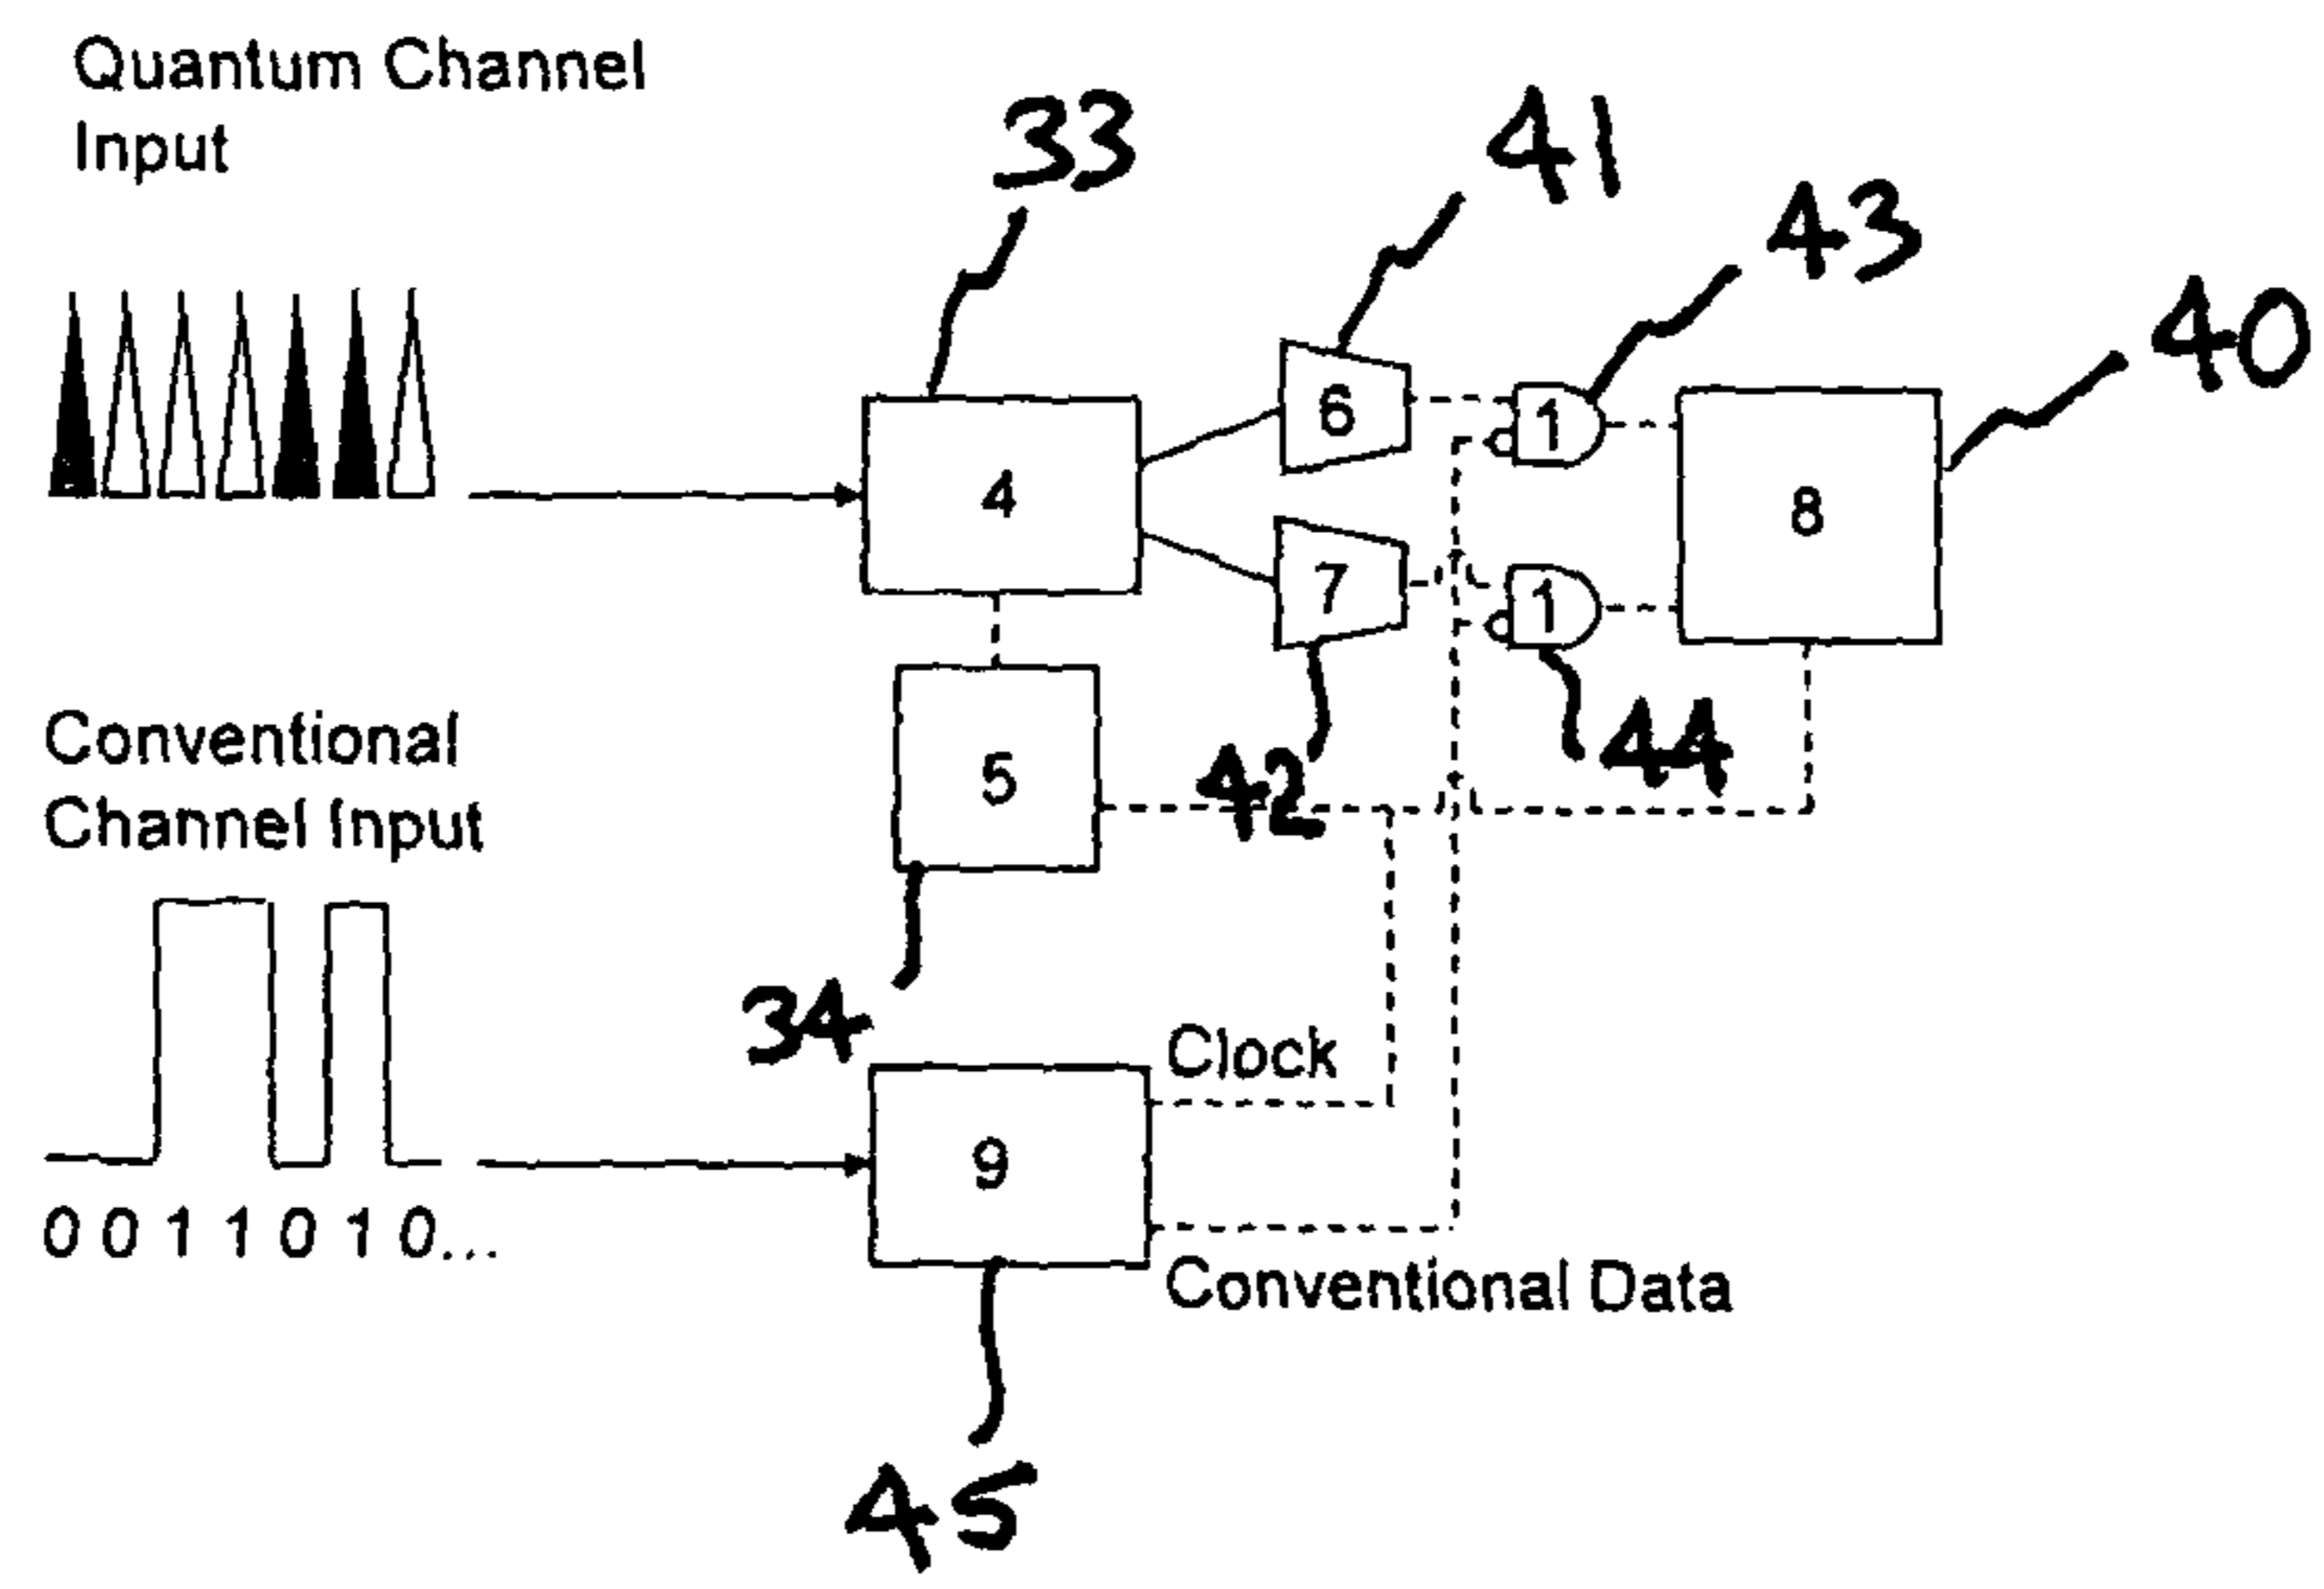 Quantum Channel
Input
33
41
43
40
6
1
4
8
7
1
Conventional
Channel Input
5
42
44
34
Clock
9
0 0 1 1 0 1 0...
Conventional Data
45